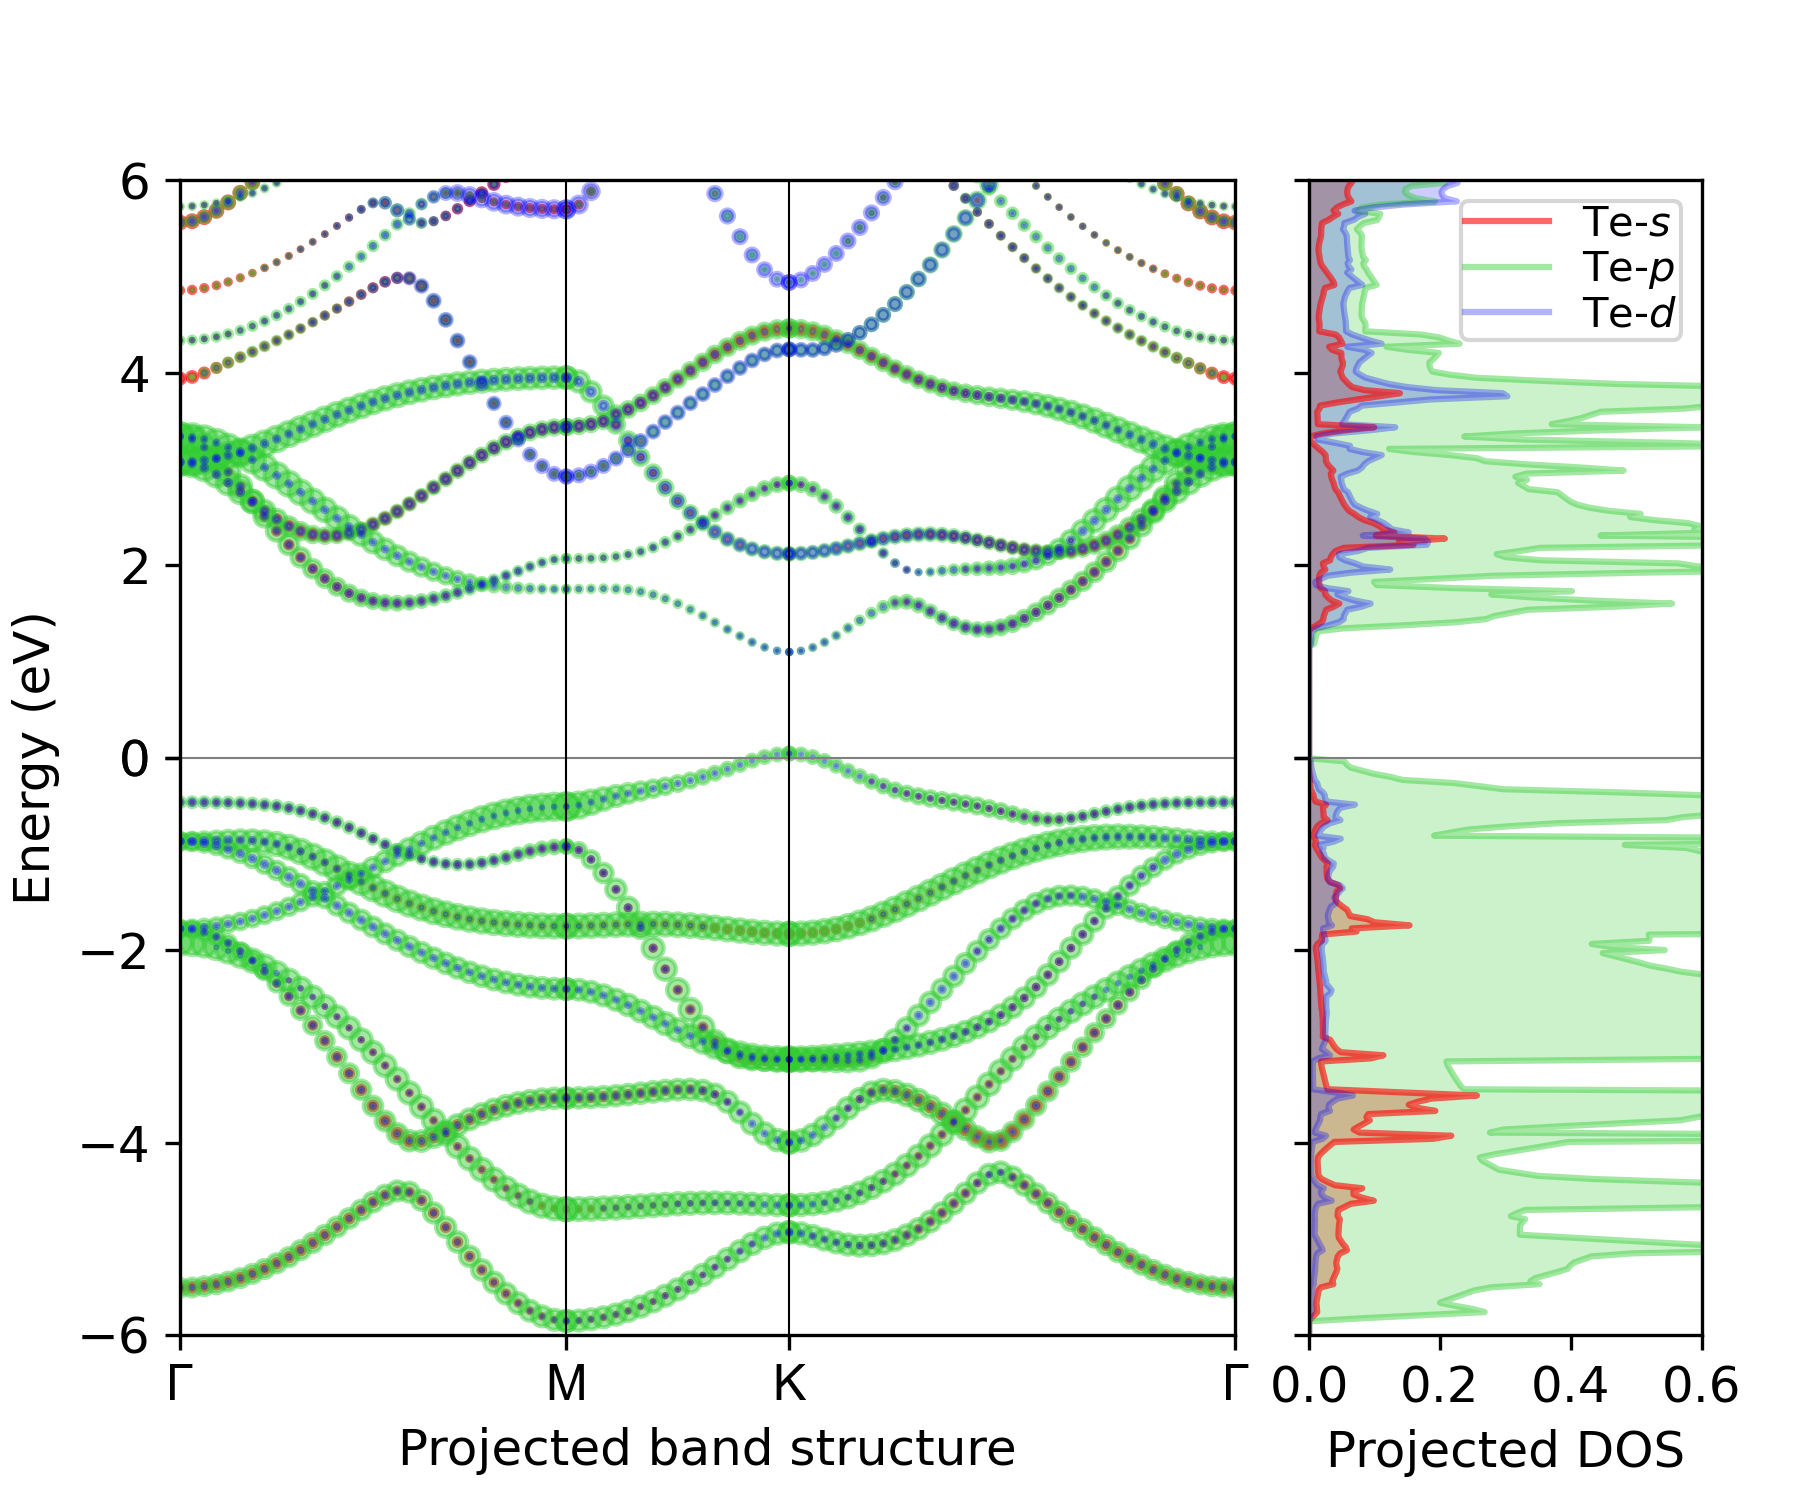 6
4
2
0
−2
−4
−6
Energy (eV)
Γ M K Γ
Projected band structure
Te-s
Te-p
Te-d
0.0 0.2 0.4 0.6
Projected DOS